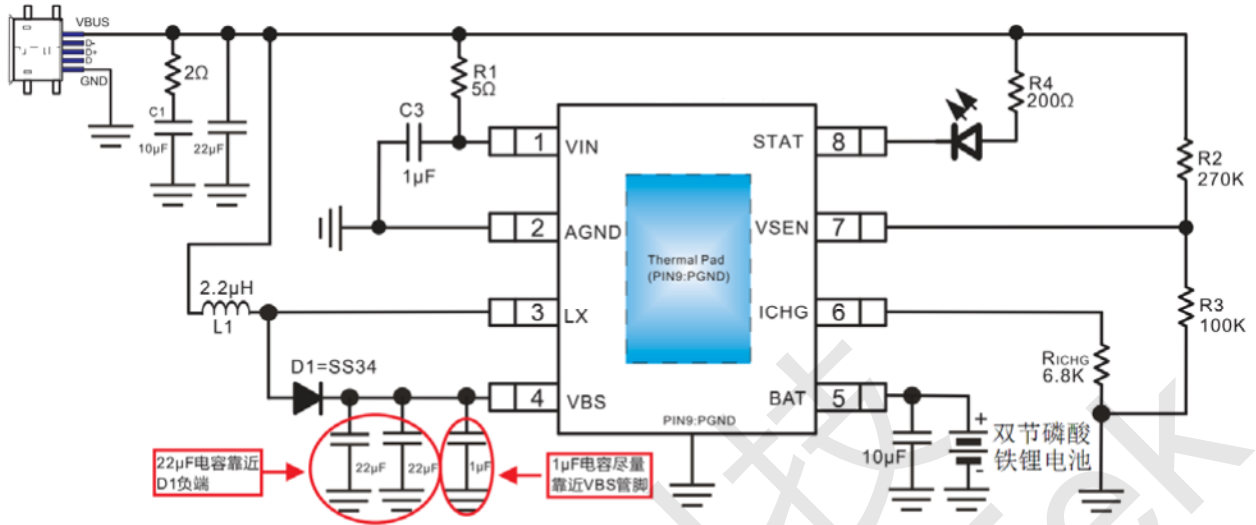 VBUS
D-
D+
D
GND
2Ω
C1
10μF
22μF
R1
5Ω
C3
1μF
1
VIN
2
AGND
3
LX
4
VBS
Thermal Pad
(PIN9:PGND)
PIN9:PGND
STAT
8
VSEN
7
ICHG
6
BAT
5
R4
200Ω
R2
270K
R3
100K
RICHG
6.8K
2.2μH
L1
D1=SS34
22μF
22μF
1μF
22μF电容靠近
D1负端
1μF电容尽量
靠近VBS管脚
10μF
+
-
双节磷酸
铁锂电池
技